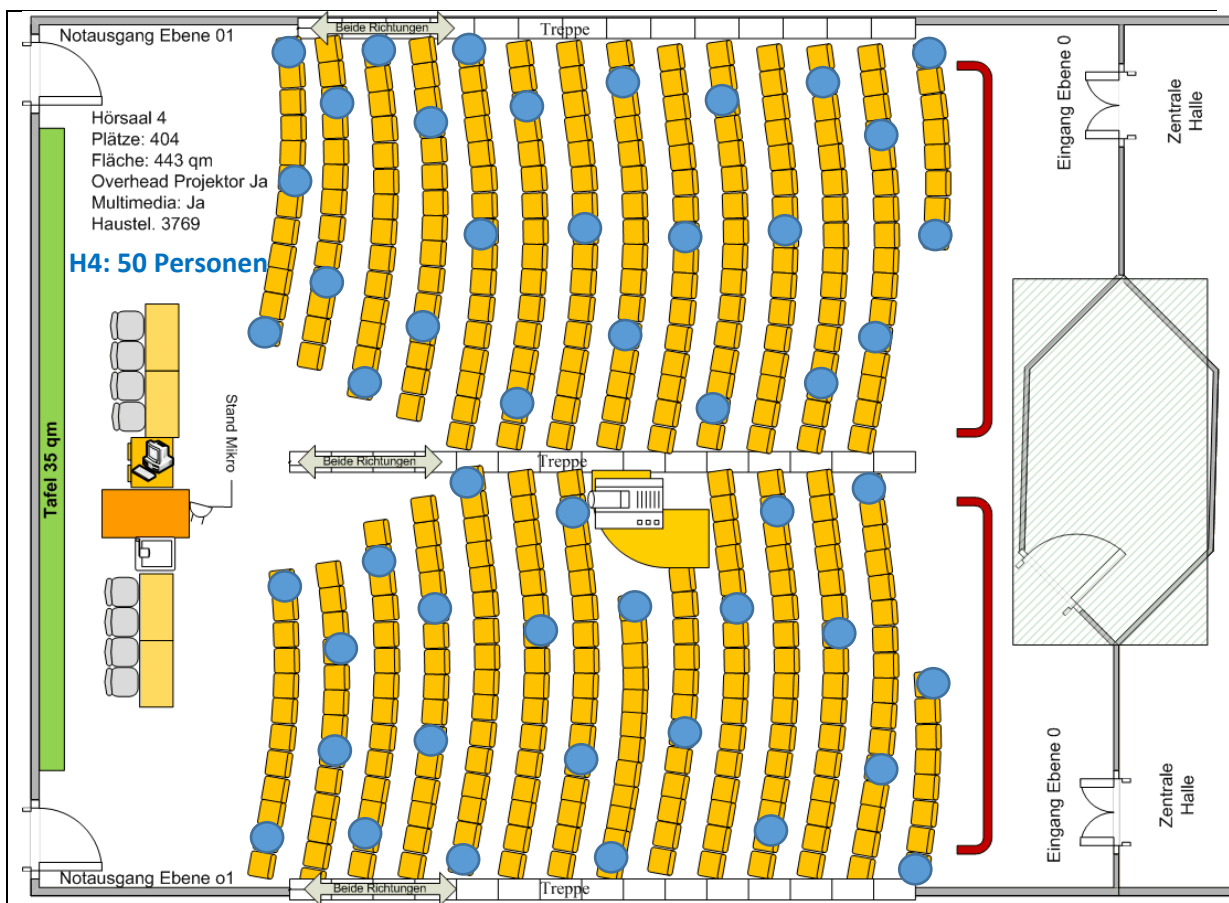 Notausgang Ebene 01
Beide Richtungen
Treppe
Hörsaal 4
Plätze: 404
Fläche: 443 qm
Overhead Projektor Ja
Multimedia: Ja
Haustel. 3769
H4: 50 Personen
Eingang Ebene 0
Zentrale
Halle
Tafel 35 qm
Stand Mikro
Beide Richtungen
Treppe
Eingang Ebene 0
Zentrale
Halle
Notausgang Ebene o1
Beide Richtungen
Treppe